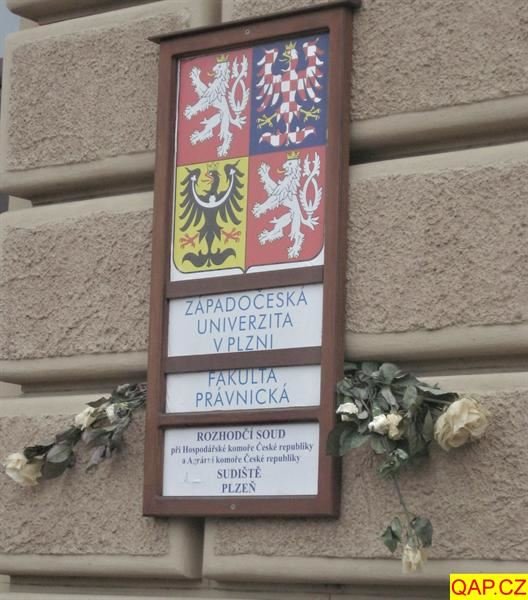 ZÁPADOČESKÁ
UNIVERZITA
V PLZNI
FAKULTA
PRÁVNICKÁ
ROZHODČÍ SOUD
při Hospodářské komoře České republiky
a Agrární komoře České republiky
SUDIŠTĚ
PLZEŇ
QAP.CZ